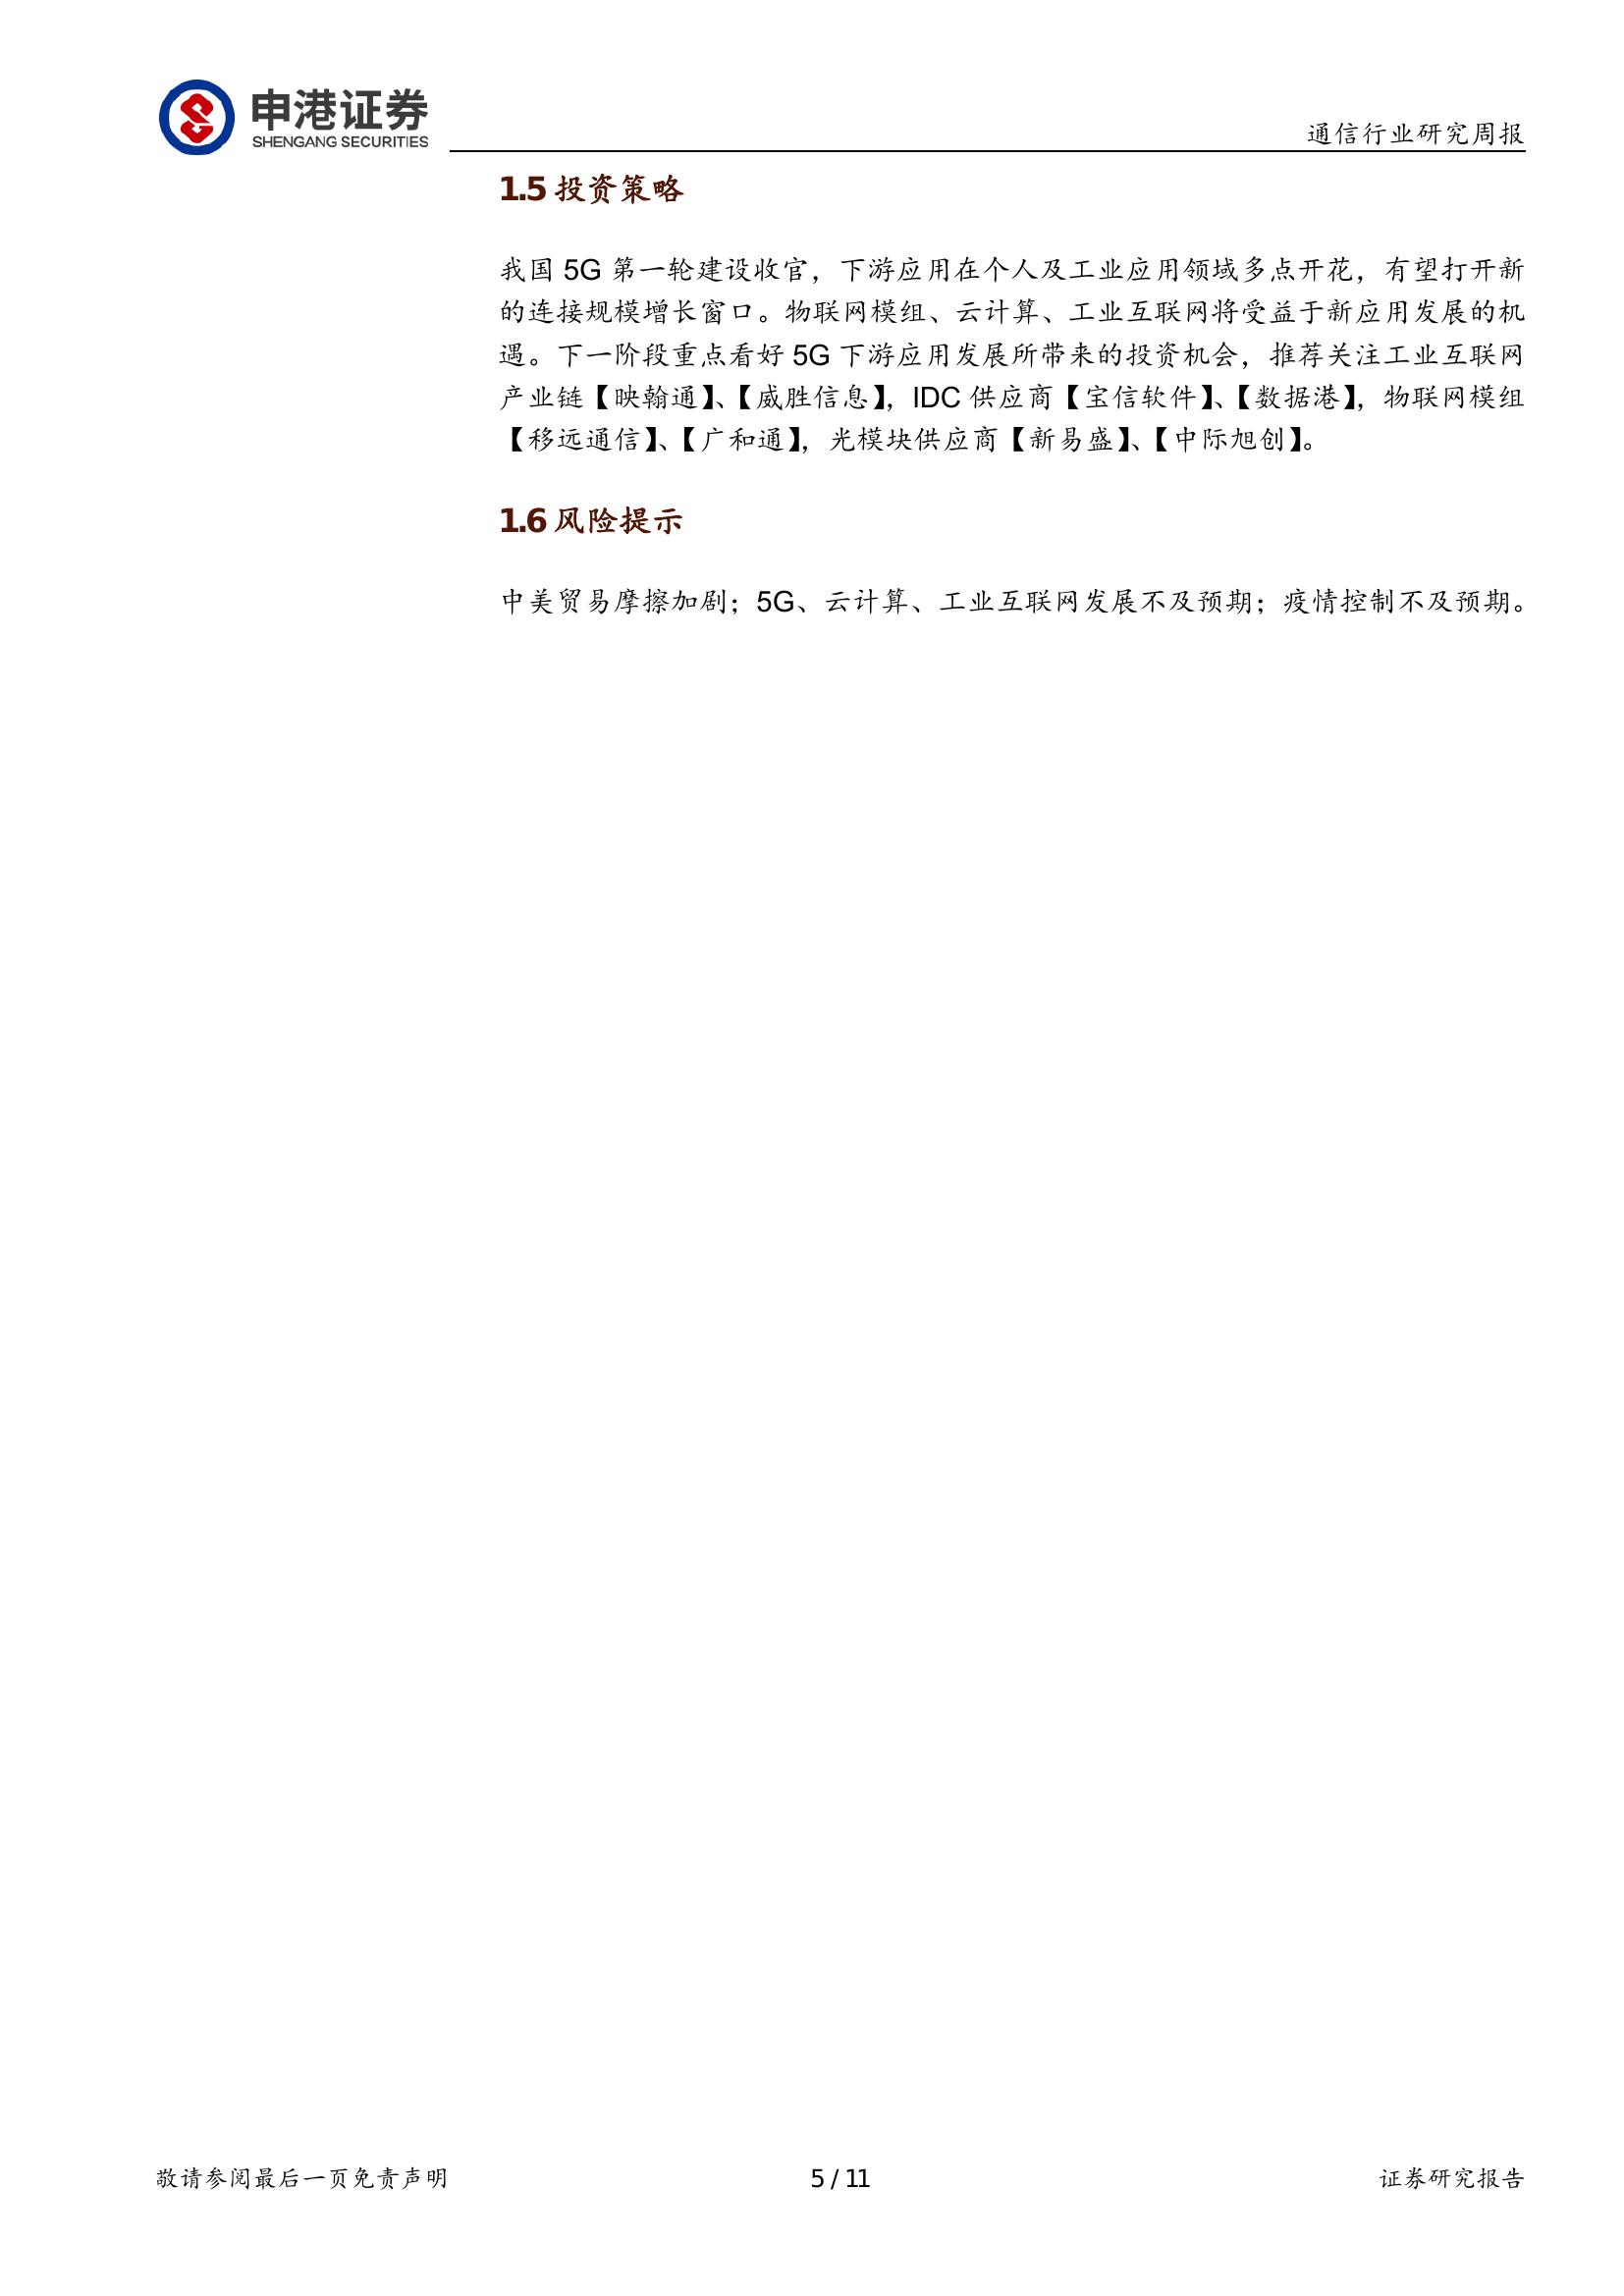 申港证券
SHENGANG SECURITIES
通信行业研究周报
1.5 投资策略
我国 5G 第一轮建设收官，下游应用在个人及工业应用领域多点开花，有望打开新
的连接规模增长窗口。物联网模组、云计算、工业互联网将受益于新应用发展的机
遇。下一阶段重点看好 5G 下游应用发展所带来的投资机会，推荐关注工业互联网
产业链【映翰通】、【威胜信息】，IDC 供应商【宝信软件】、【数据港】，物联网模组
【移远通信】、【广和通】，光模块供应商【新易盛】、【中际旭创】。
1.6 风险提示
中美贸易摩擦加剧；5G、云计算、工业互联网发展不及预期；疫情控制不及预期。
敬请参阅最后一页免责声明
5 / 11
证券研究报告